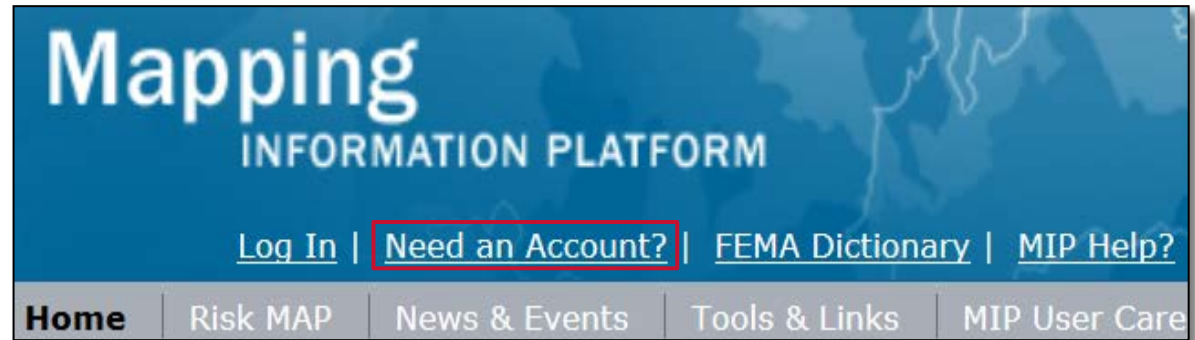 Mapping
INFORMATION PLATFORM
Log In | Need an Account? | FEMA Dictionary | MIP Help?
Home | Risk MAP | News & Events | Tools & Links | MIP User Care